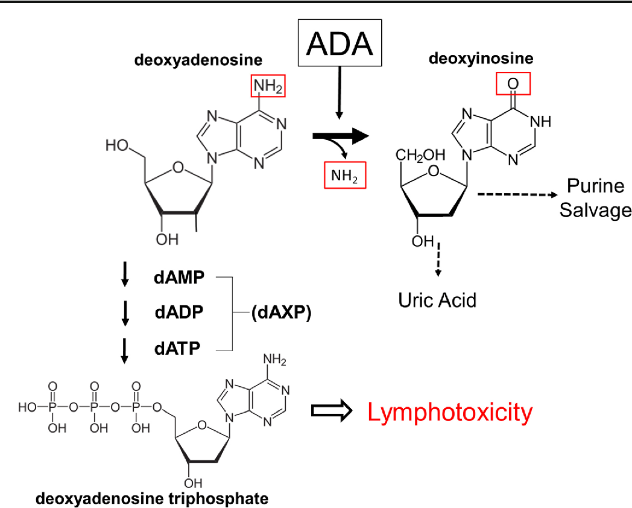 ADA
deoxyadenosine
deoxyinosine
NH2
O
N
N
N
N
HO
O
OH
NH2
N
NH
N
N
CH2OH
O
OH
Purine
Salvage
Uric Acid
dAMP
dADP
(dAXP)
dATP
NH2
N
N
N
N
O
O
O
HO
P
O
P
O
P
O
O
OH
OH
OH
OH
Lymphotoxicity
deoxyadenosine triphosphate